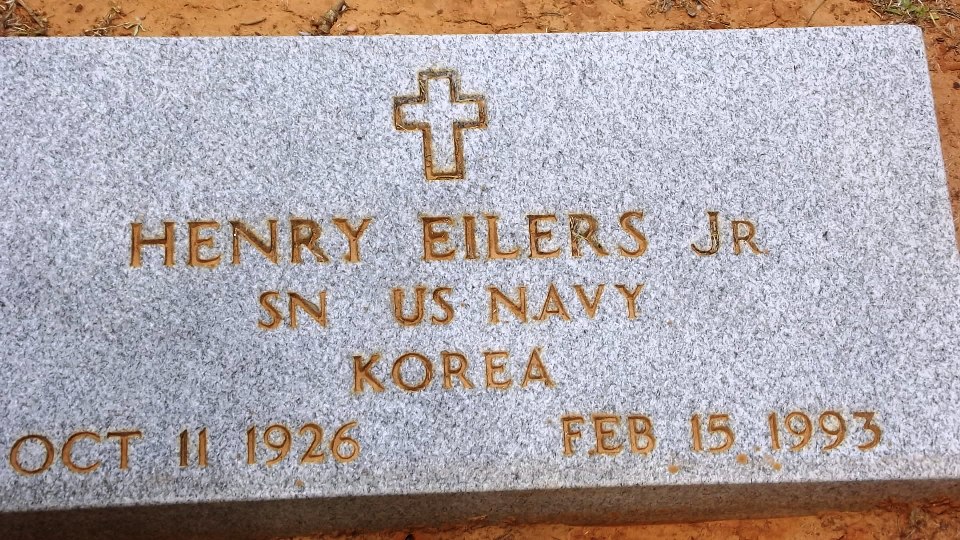 HENRY EILERS JR
SN US NAVY
KOREA
OCT 11 1926 FEB 15 1993